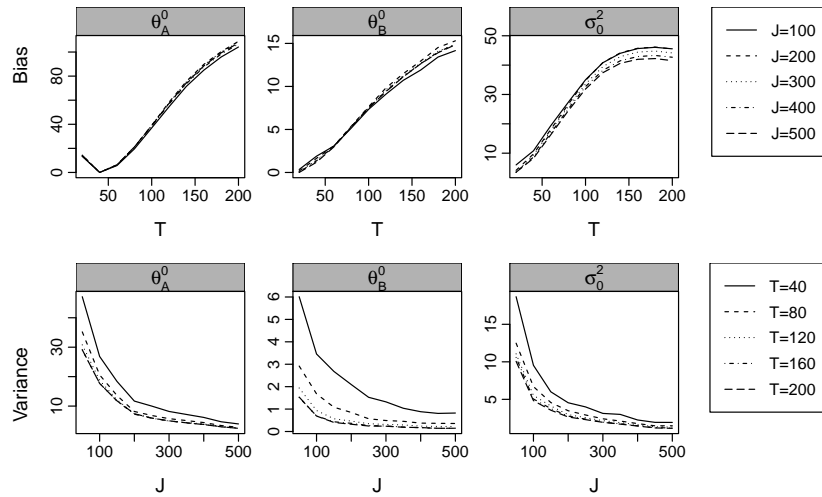 θ_A^0 θ_B^0 σ_0^2
Bias
0 20 40 60 80
0 5 10 15
10 30 50
50 100 150 200
50 100 150 200
50 100 150 200
T T T
J=100
J=200
J=300
J=400
J=500
θ_A^0 θ_B^0 σ_0^2
Variance
10 30
0 1 2 3 4 5 6
5 10 15
100 300 500
100 300 500
100 300 500
J J J
T=40
T=80
T=120
T=160
T=200